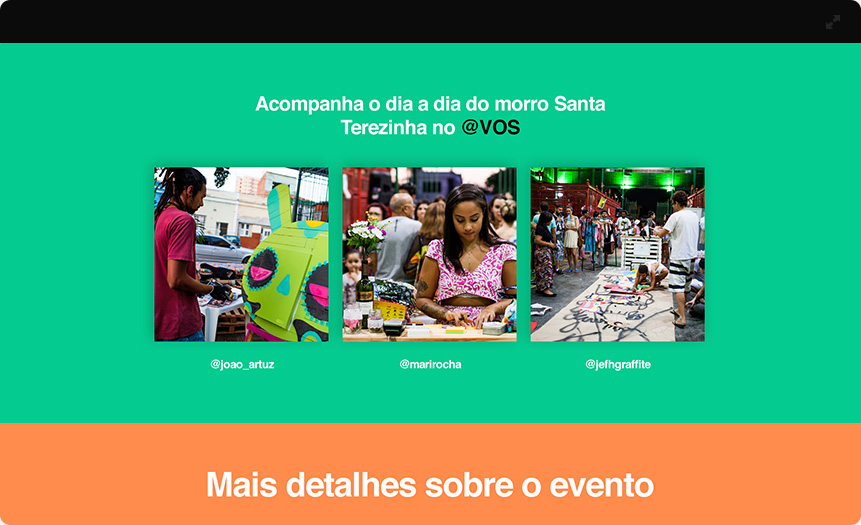 Acompanha o dia a dia do morro Santa
Terezinha no @VOS
@joao_artuz
@marirocha
@jefhgraffite
Mais detalhes sobre o evento